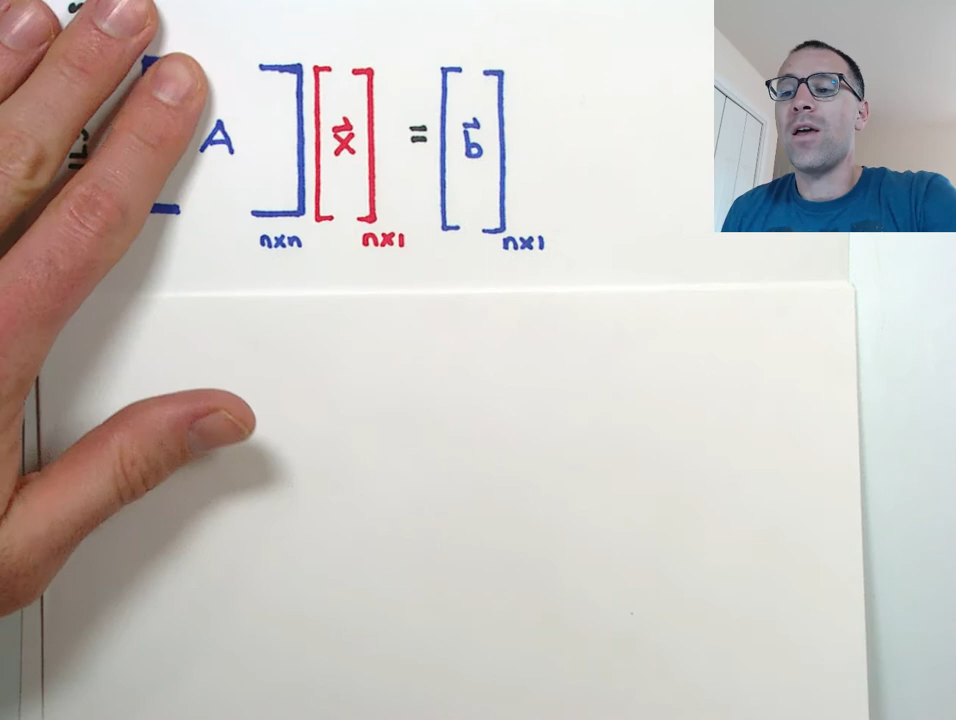 [ A ] [ x⃗ ] = [ b⃗ ]
nxn nx1 nx1